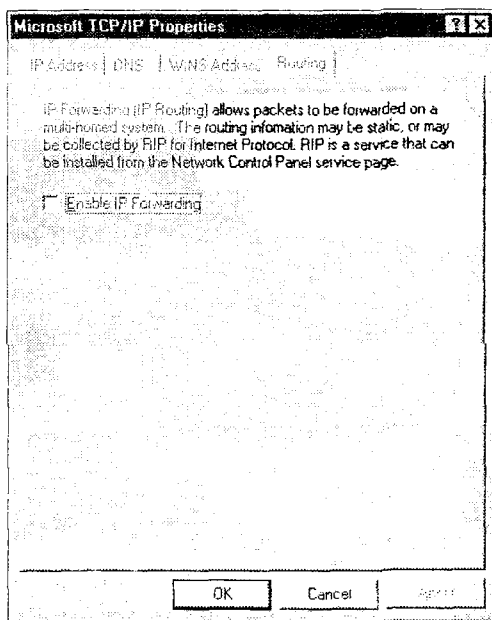 Microsoft TCP/IP Properties
IP Address DNS WINS Address Routing
IP Forwarding (IP Routing) allows packets to be forwarded on a
multi-homed system. The routing infomation may be static, or may
be collected by RIP for Internet Protocol. RIP is a service that can
be installed from the Network Control Panel service page.
Enable IP Forwarding
OK Cancel Apply